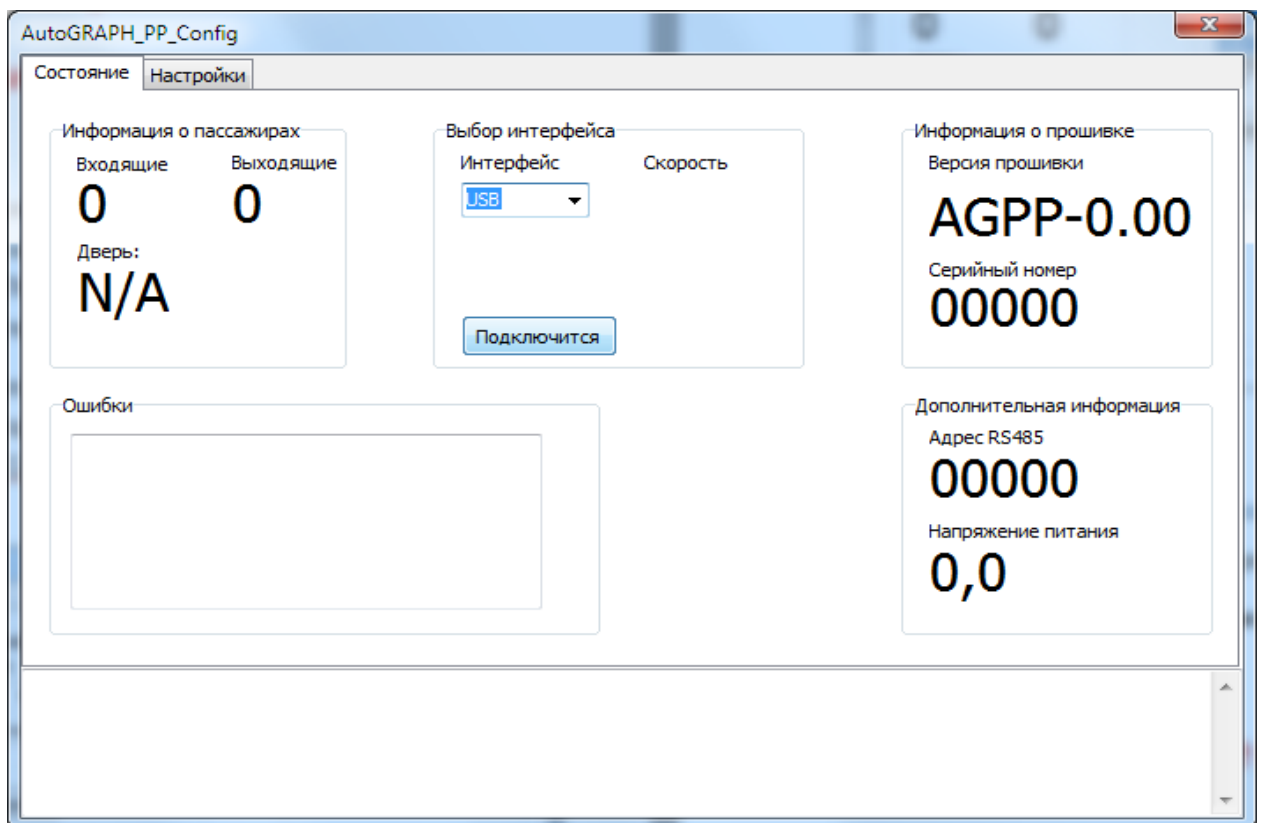 AutoGRAPH_PP_Config
Состояние Настройки
Информация о пассажирах
Входящие Выходящие
0 0
Дверь:
N/A
Выбор интерфейса
Интерфейс Скорость
USB
Подключится
Информация о прошивке
Версия прошивки
AGPP-0.00
Серийный номер
00000
Ошибки
Дополнительная информация
Адрес RS485
00000
Напряжение питания
0,0